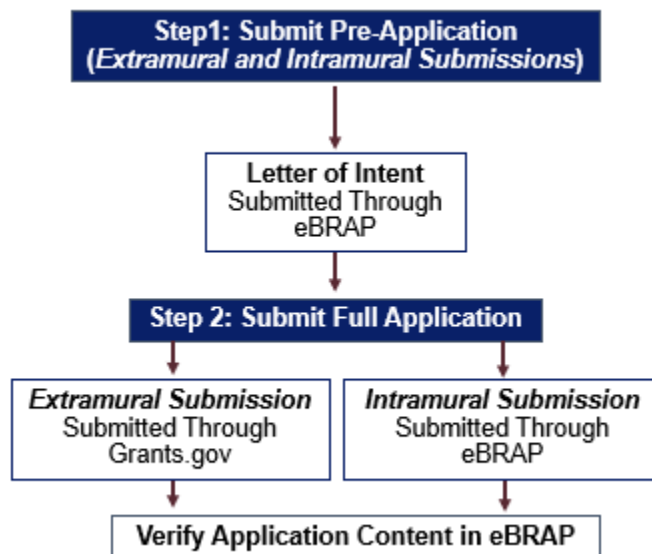 Step1: Submit Pre-Application
(Extramural and Intramural Submissions)
Letter of Intent
Submitted Through
eBRAP
Step 2: Submit Full Application
Extramural Submission
Submitted Through
Grants.gov
Intramural Submission
Submitted Through
eBRAP
Verify Application Content in eBRAP